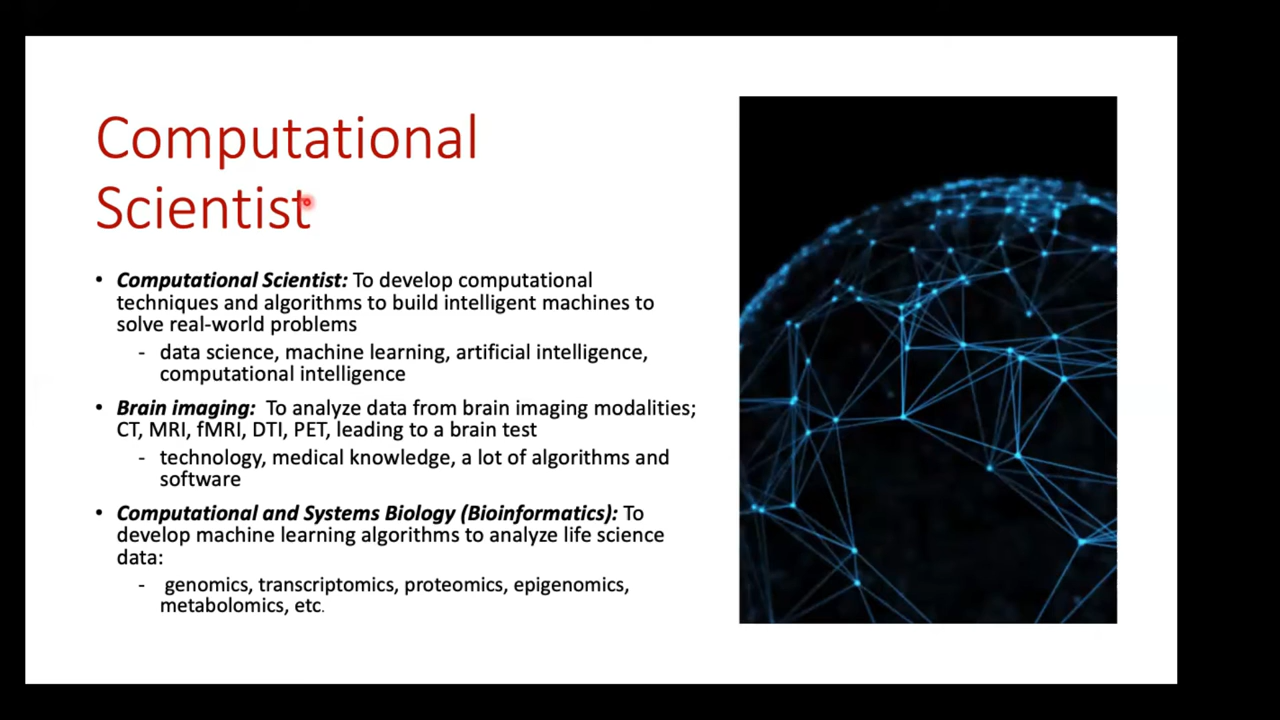 Computational
Scientist
• Computational Scientist: To develop computational
techniques and algorithms to build intelligent machines to
solve real-world problems
- data science, machine learning, artificial intelligence,
computational intelligence
• Brain imaging: To analyze data from brain imaging modalities;
CT, MRI, fMRI, DTI, PET, leading to a brain test
- technology, medical knowledge, a lot of algorithms and
software
• Computational and Systems Biology (Bioinformatics): To
develop machine learning algorithms to analyze life science
data:
- genomics, transcriptomics, proteomics, epigenomics,
metabolomics, etc.